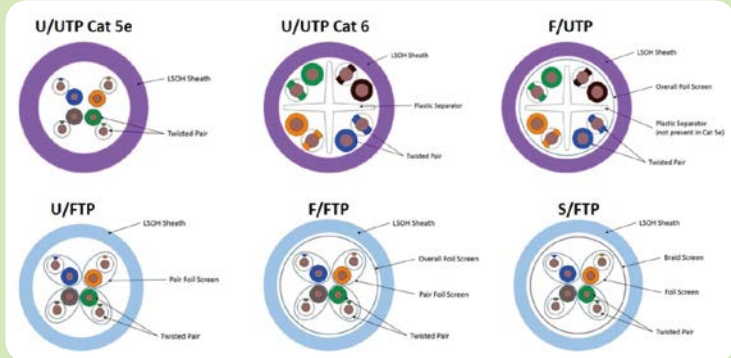 U/UTP Cat 5e
LSOH Sheath
Twisted Pair
U/UTP Cat 6
LSOH Sheath
Plastic Separator
Twisted Pair
F/UTP
LSOH Sheath
Overall Foil Screen
Plastic Separator
(not present in Cat 5e)
Twisted Pair
U/FTP
LSOH Sheath
Pair Foil Screen
Twisted Pair
F/FTP
LSOH Sheath
Overall Foil Screen
Pair Foil Screen
Twisted Pair
S/FTP
LSOH Sheath
Braid Screen
Foil Screen
Twisted Pair